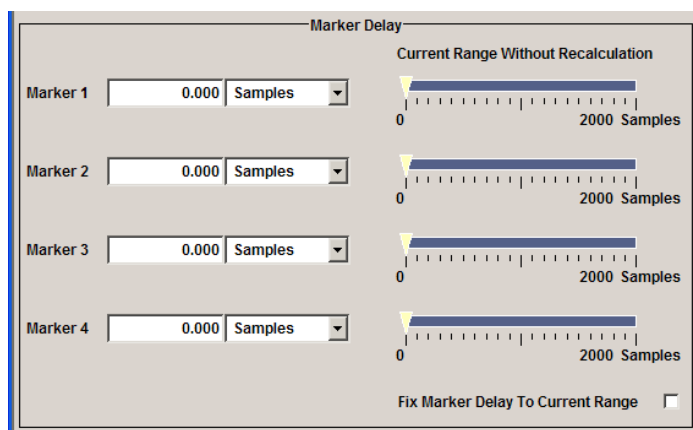 Marker Delay
Current Range Without Recalculation
Marker 1 0.000 Samples
0 2000 Samples
Marker 2 0.000 Samples
0 2000 Samples
Marker 3 0.000 Samples
0 2000 Samples
Marker 4 0.000 Samples
0 2000 Samples
Fix Marker Delay To Current Range